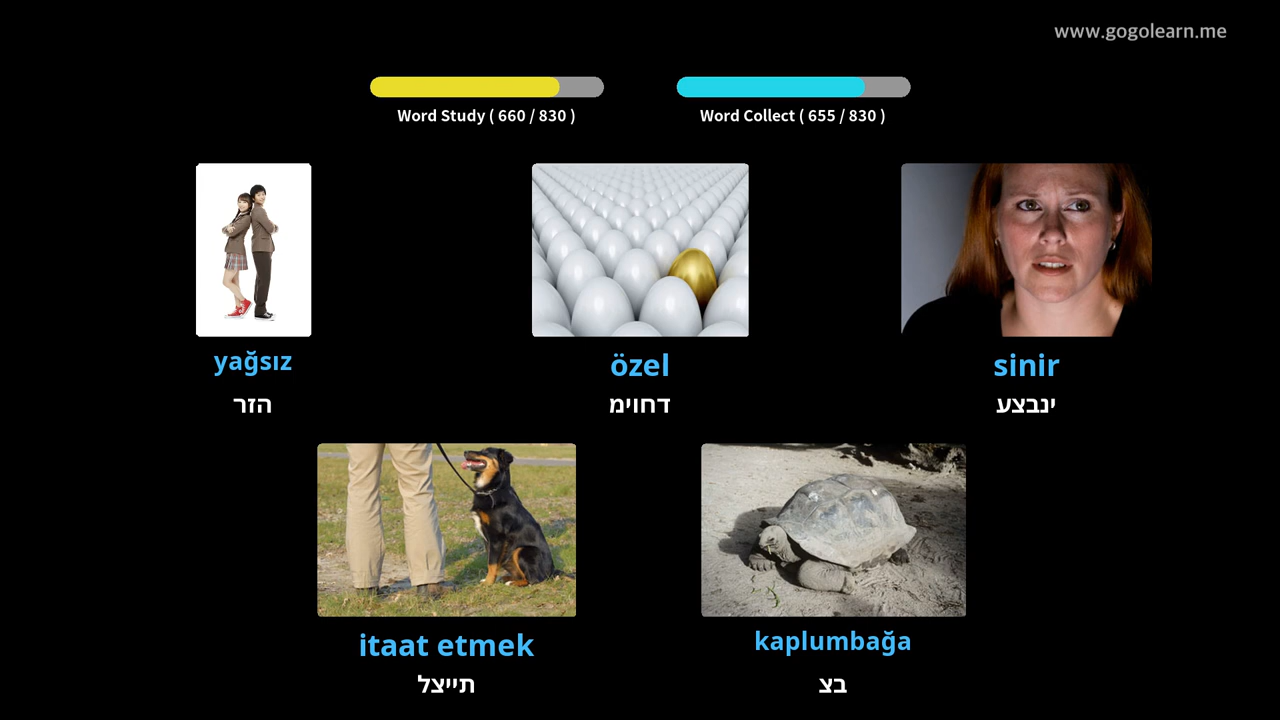 www.gogolearn.me
Word Study ( 660 / 830 )
Word Collect ( 655 / 830 )
yağsız
הזר
özel
דחוימ
sinir
ינבצע
itaat etmek
תייצל
kaplumbağa
בצ